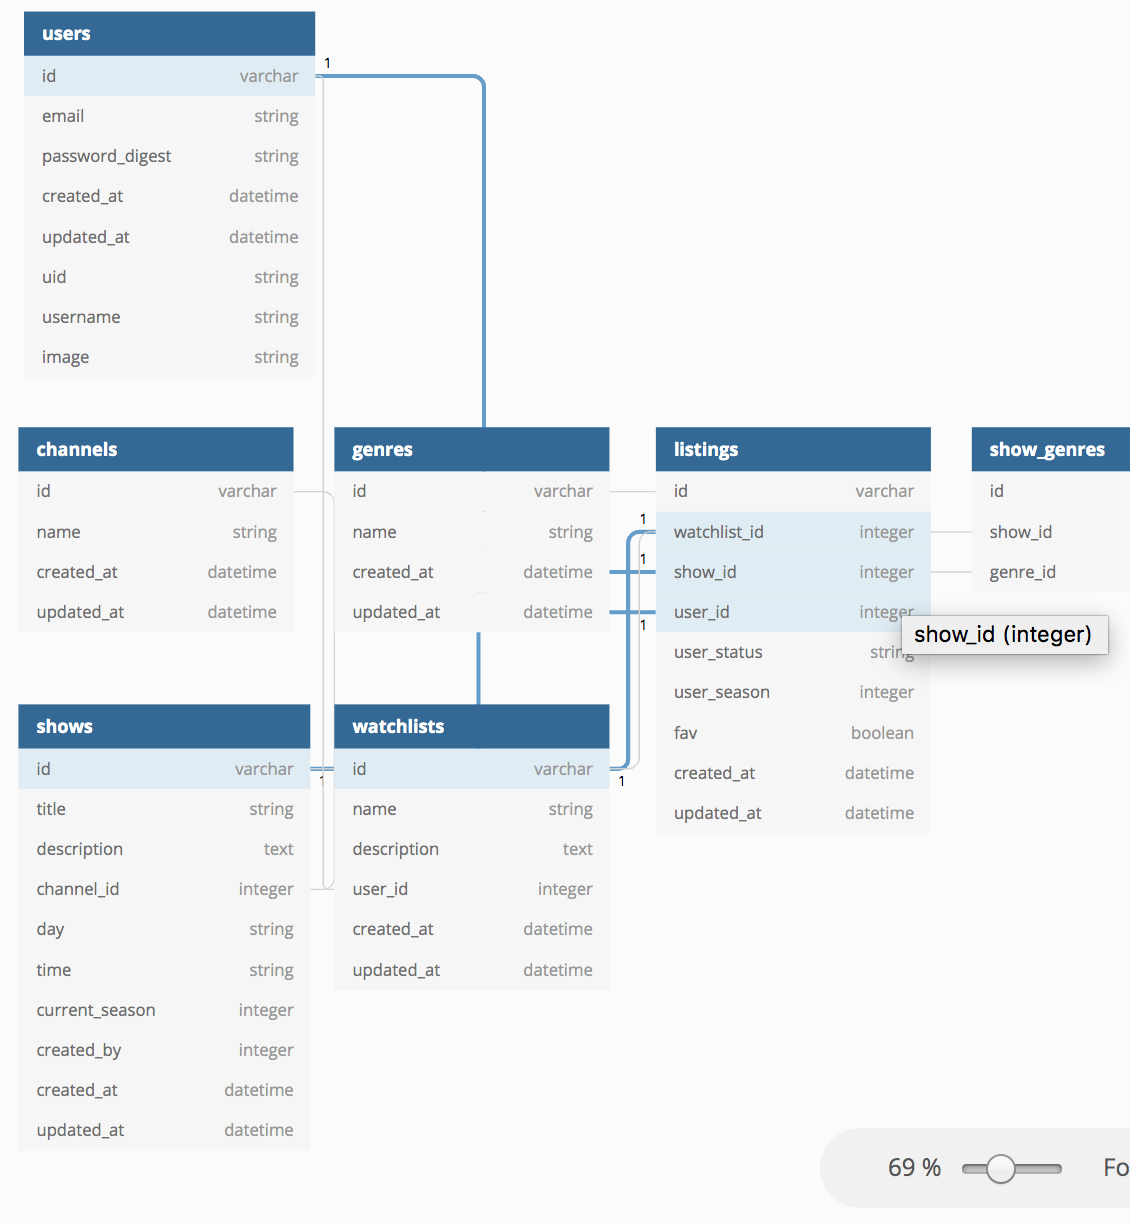 users
id varchar
email string
password_digest string
created_at datetime
updated_at datetime
uid string
username string
image string
1
channels
id varchar
name string
created_at datetime
updated_at datetime
genres
id varchar
name string
created_at datetime
updated_at datetime
listings
id varchar
watchlist_id integer
show_id integer
user_id integer
user_status string
user_season integer
fav boolean
created_at datetime
updated_at datetime
1
1
1
show_genres
id
show_id
genre_id
show_id (integer)
shows
id varchar
title string
description text
channel_id integer
day string
time string
current_season integer
created_by integer
created_at datetime
updated_at datetime
1
watchlists
id varchar
name string
description text
user_id integer
created_at datetime
updated_at datetime
1
69 % Fo